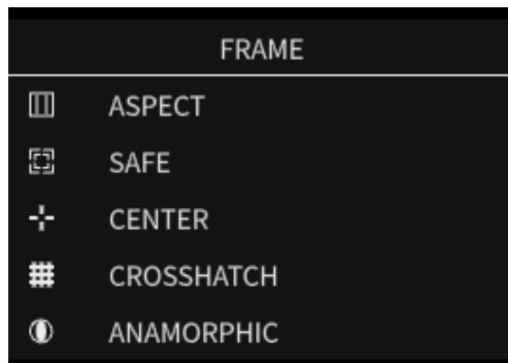 FRAME
ASPECT
SAFE
CENTER
CROSSHATCH
ANAMORPHIC